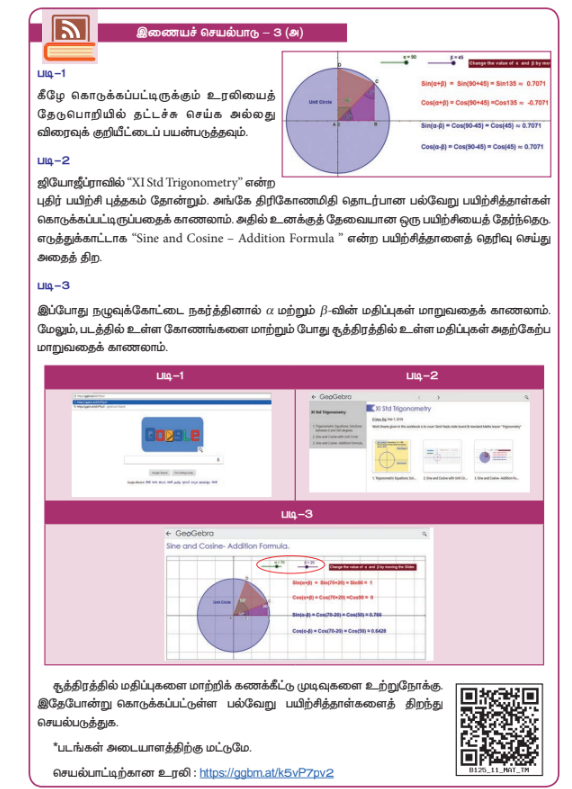 இணையச் செயல்பாடு – 3 (அ)
படி–1
கீழே கொடுக்கப்பட்டிருக்கும் உரலியைத்
தேடுபொறியில் தட்டச்சு செய்க அல்லது
விரைவுக் குறியீட்டைப் பயன்படுத்தவும்.
α = 90
β = 45
Change the value of α and β by mov
Sin(α+β) = Sin(90+45) = Sin135 ≈ 0.7071
Cos(α+β) = Cos(90+45) =Cos135 ≈ -0.7071
Unit Circle
Sin(α-β) = Cos(90-45) = Cos(45) ≈ 0.7071
Cos(α-β) = Cos(90-45) = Cos(45) ≈ 0.7071
படி–2
ஜியோஜீப்ராவில் “XI Std Trigonometry” என்ற
புதிர் பயிற்சி புத்தகம் தோன்றும். அங்கே திரிகோணமிதி தொடர்பான பல்வேறு பயிற்சித்தாள்கள்
கொடுக்கப்பட்டிருப்பதைக் காணலாம். அதில் உனக்குத் தேவையான ஒரு பயிற்சியைத் தேர்ந்தெடு.
எடுத்துக்காட்டாக “Sine and Cosine – Addition Formula ” என்ற பயிற்சித்தாளைத் தெரிவு செய்து
அதைத் திற.
படி–3
இப்போது நழுவுக்கோட்டை நகர்த்தினால் α மற்றும் β-வின் மதிப்புகள் மாறுவதைக் காணலாம்.
மேலும், படத்தில் உள்ள கோணங்களை மாற்றும் போது சூத்திரத்தில் உள்ள மதிப்புகள் அதற்கேற்ப
மாறுவதைக் காணலாம்.
படி–1
படி–2
Google
← GeoGebra
XI Std Trigonometry
XI Std Trigonometry
படி–3
← GeoGebra
Sine and Cosine- Addition Formula.
Change the value of α and β by moving the Slider
Unit Circle
Sin(α+β) = Sin(70+20) = Sin90 = 1
Cos(α+β) = Cos(70+20) =Cos90 = 0
Sin(α-β) = Cos(70-20) = Cos(50) ≈ 0.766
Cos(α-β) = Cos(70-20) = Cos(50) ≈ 0.6428
சூத்திரத்தில் மதிப்புகளை மாற்றிக் கணக்கீட்டு முடிவுகளை உற்றுநோக்கு.
இதேபோன்று கொடுக்கப்பட்டுள்ள பல்வேறு பயிற்சித்தாள்களைத் திறந்து
செயல்படுத்துக.
*படங்கள் அடையாளத்திற்கு மட்டுமே.
செயல்பாட்டிற்கான உரலி : https://ggbm.at/k5vP7pv2
B125_11_MAT_TM